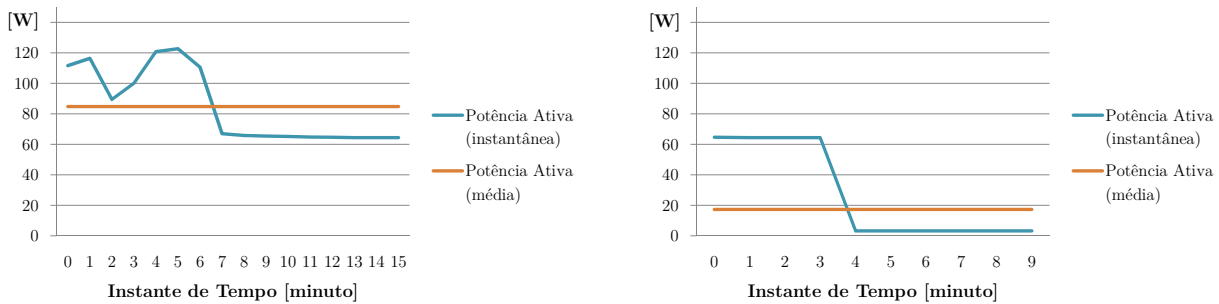 [W]
120
100
80
60
40
20
0
0 1 2 3 4 5 6 7 8 9 10 11 12 13 14 15
Instante de Tempo [minuto]
Potência Ativa
(instantânea)
Potência Ativa
(média)
[W]
120
100
80
60
40
20
0
0 1 2 3 4 5 6 7 8 9
Instante de Tempo [minuto]
Potência Ativa
(instantânea)
Potência Ativa
(média)